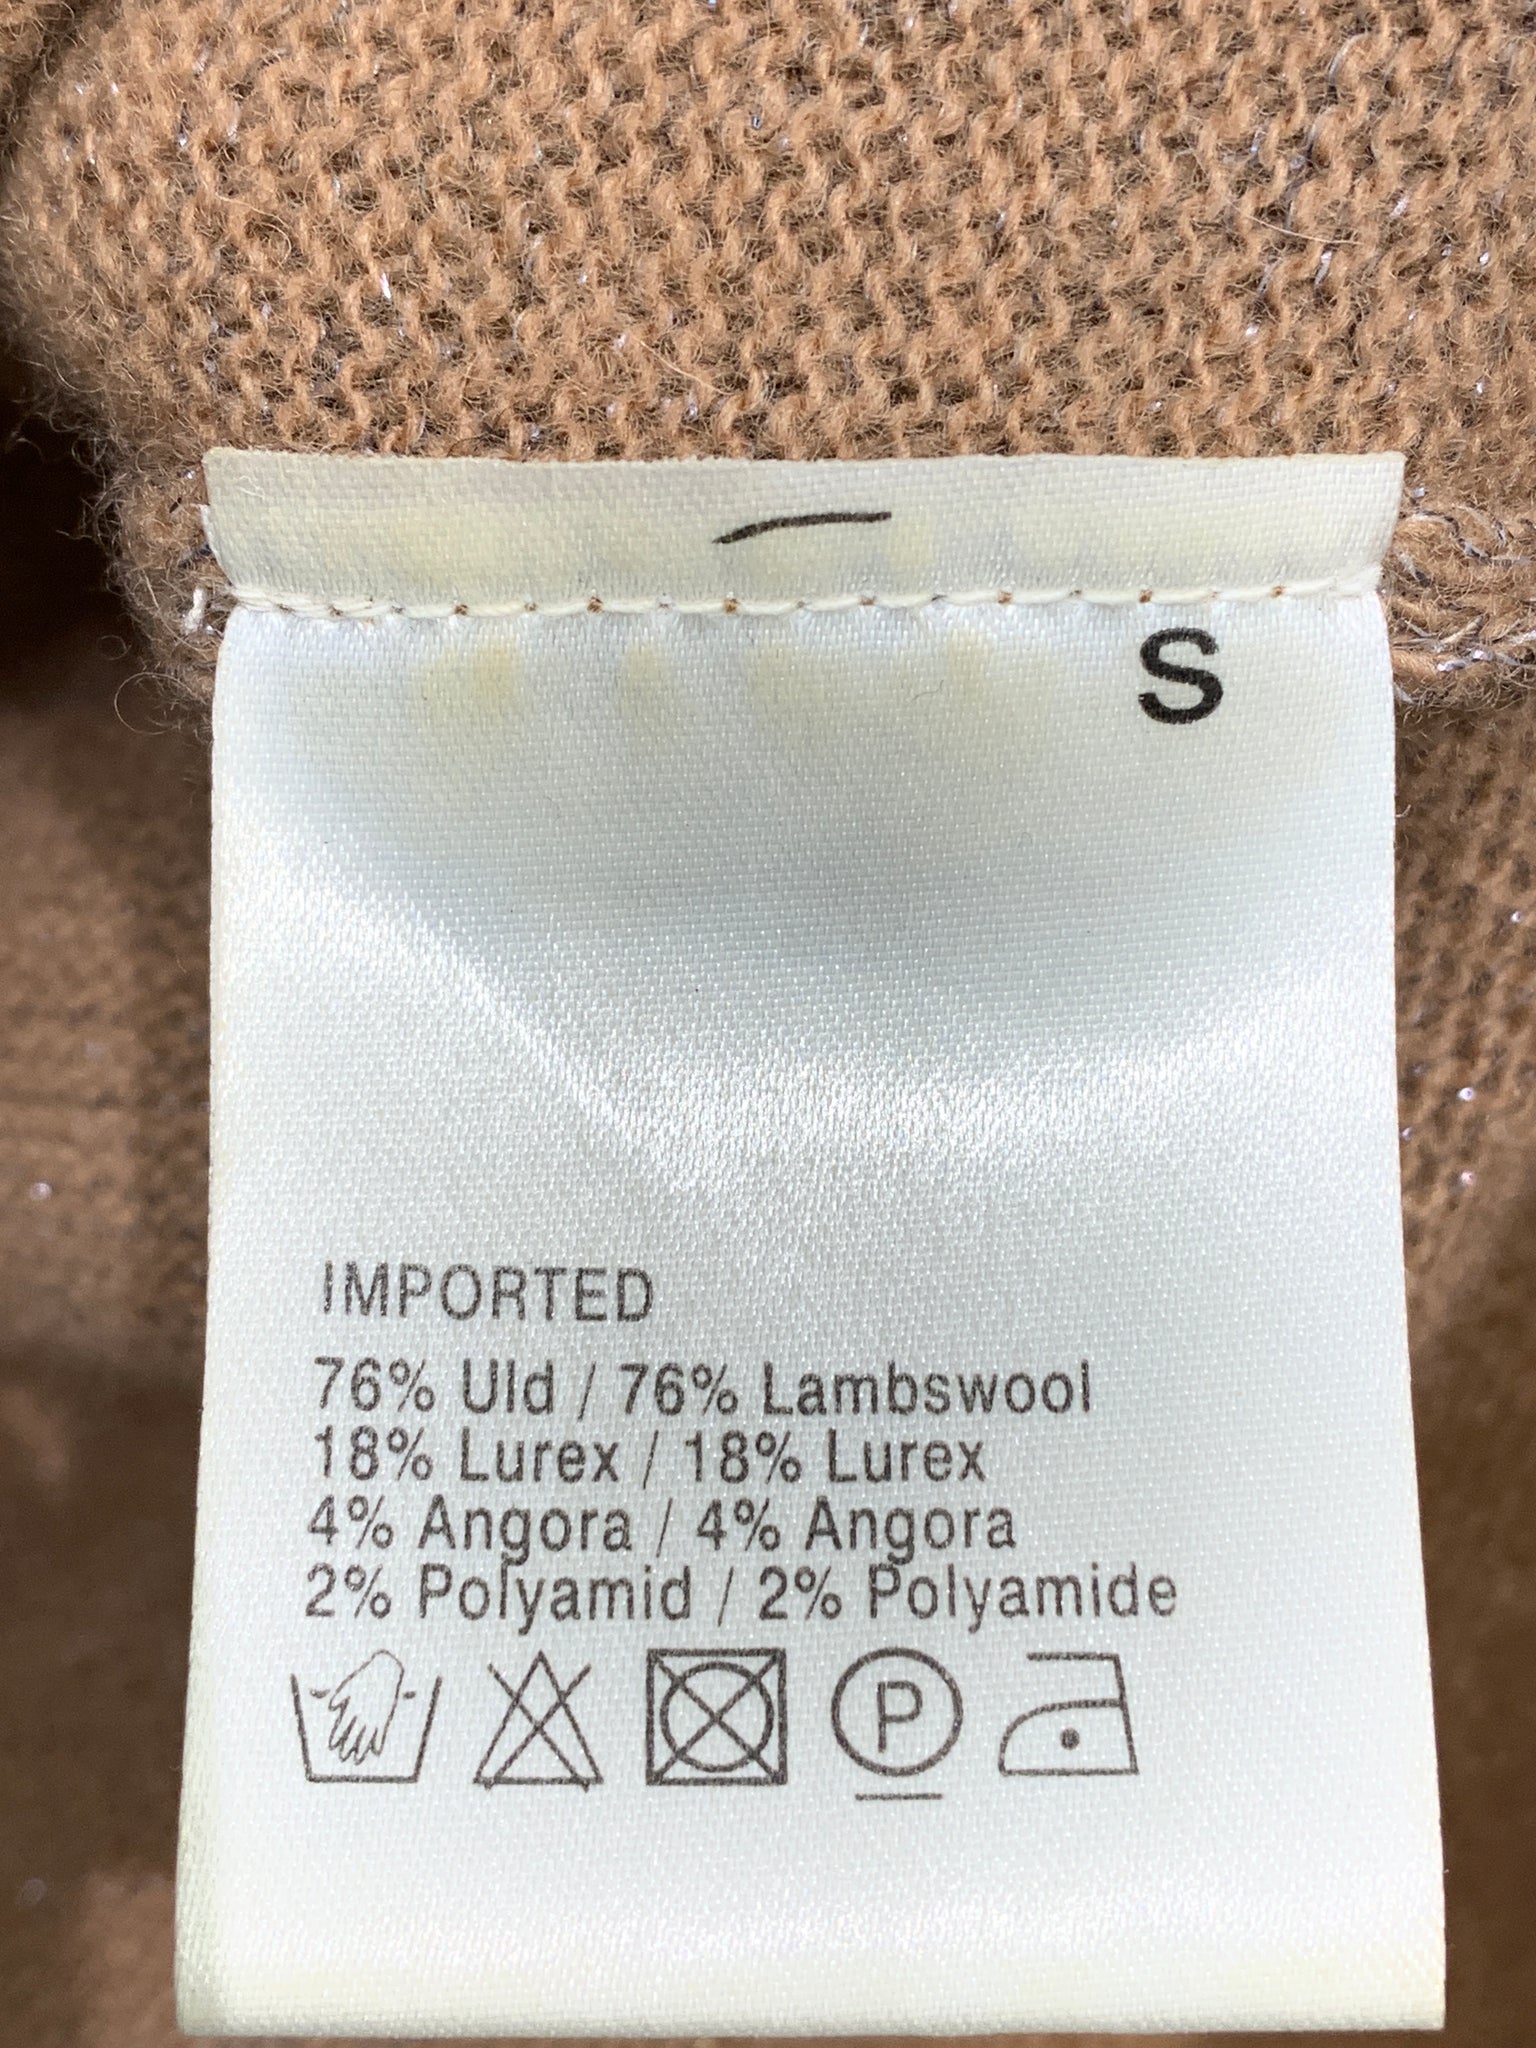 S
IMPORTED
76% Uld / 76% Lambswool
18% Lurex / 18% Lurex
4% Angora / 4% Angora
2% Polyamid / 2% Polyamide
P